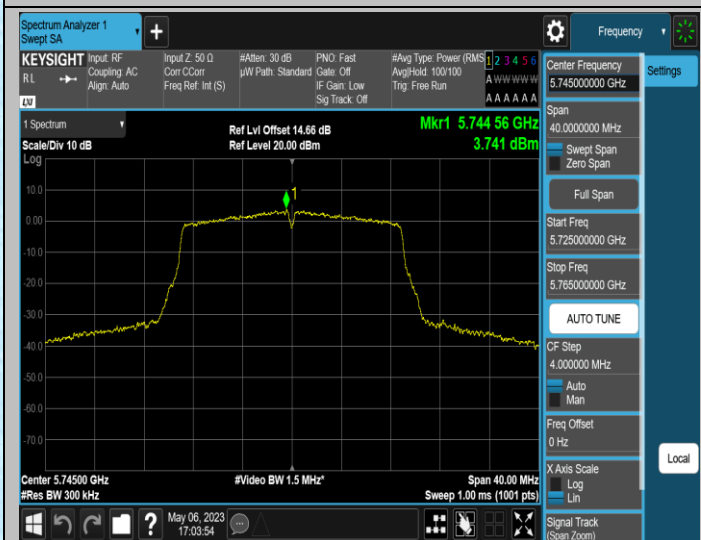 Spectrum Analyzer 1
Swept SA
+
Frequency
KEYSIGHT
RL
LXI
Input: RF
Coupling: AC
Align: Auto
Input Z: 50 Ω
Corr CCorr
Freq Ref: Int (S)
#Atten: 30 dB
µW Path: Standard
PNO: Fast
Gate: Off
IF Gain: Low
Sig Track: Off
#Avg Type: Power (RMS
Avg|Hold: 100/100
Trig: Free Run
1 2 3 4 5 6
A W W W W W
A A A A A A
Settings
1 Spectrum
Scale/Div 10 dB
Ref Lvl Offset 14.66 dB
Ref Level 20.00 dBm
Mkr1 5.744 56 GHz
3.741 dBm
Log
10.0
0.00
-10.0
-20.0
-30.0
-40.0
-50.0
-60.0
-70.0
1
Center 5.74500 GHz
#Res BW 300 kHz
#Video BW 1.5 MHz*
Span 40.00 MHz
Sweep 1.00 ms (1001 pts)
Center Frequency
5.745000000 GHz
Span
40.0000000 MHz
Swept Span
Zero Span
Full Span
Start Freq
5.725000000 GHz
Stop Freq
5.765000000 GHz
AUTO TUNE
CF Step
4.000000 MHz
Auto
Man
Freq Offset
0 Hz
X Axis Scale
Log
Lin
Signal Track
(Span Zoom)
Local
?
May 06, 2023
17:03:54